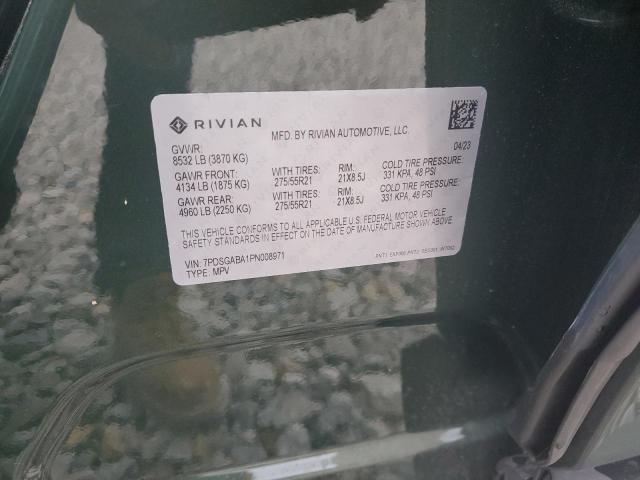 RIVIAN
MFD. BY RIVIAN AUTOMOTIVE, LLC.
04/23
GVWR:
8532 LB (3870 KG)
GAWR FRONT: WITH TIRES: RIM: COLD TIRE PRESSURE:
4134 LB (1875 KG) 275/55R21 21X8.5J 331 KPA, 48 PSI
GAWR REAR: WITH TIRES: RIM: COLD TIRE PRESSURE:
4960 LB (2250 KG) 275/55R21 21X8.5J 331 KPA, 48 PSI
THIS VEHICLE CONFORMS TO ALL APPLICABLE U.S. FEDERAL MOTOR VEHICLE
SAFETY STANDARDS IN EFFECT ON THE DATE OF MANUFACTURE SHOWN ABOVE.
VIN: 7PDSGABA1PN008971
TYPE: MPV